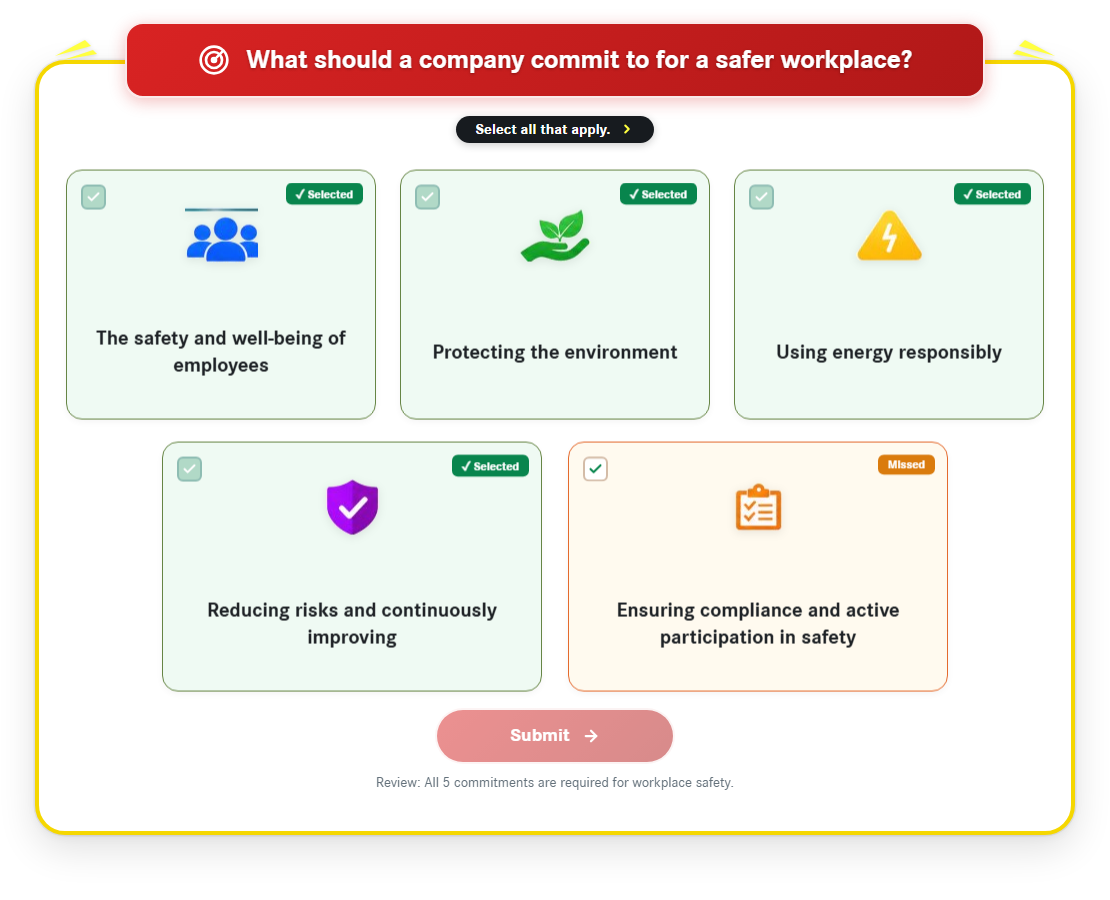 What should a company commit to for a safer workplace?
Select all that apply.
✓ Selected
✓ Selected
✓ Selected
The safety and well-being of
employees
Protecting the environment
Using energy responsibly
✓ Selected
Missed
Reducing risks and continuously
improving
Ensuring compliance and active
participation in safety
Submit →
Review: All 5 commitments are required for workplace safety.